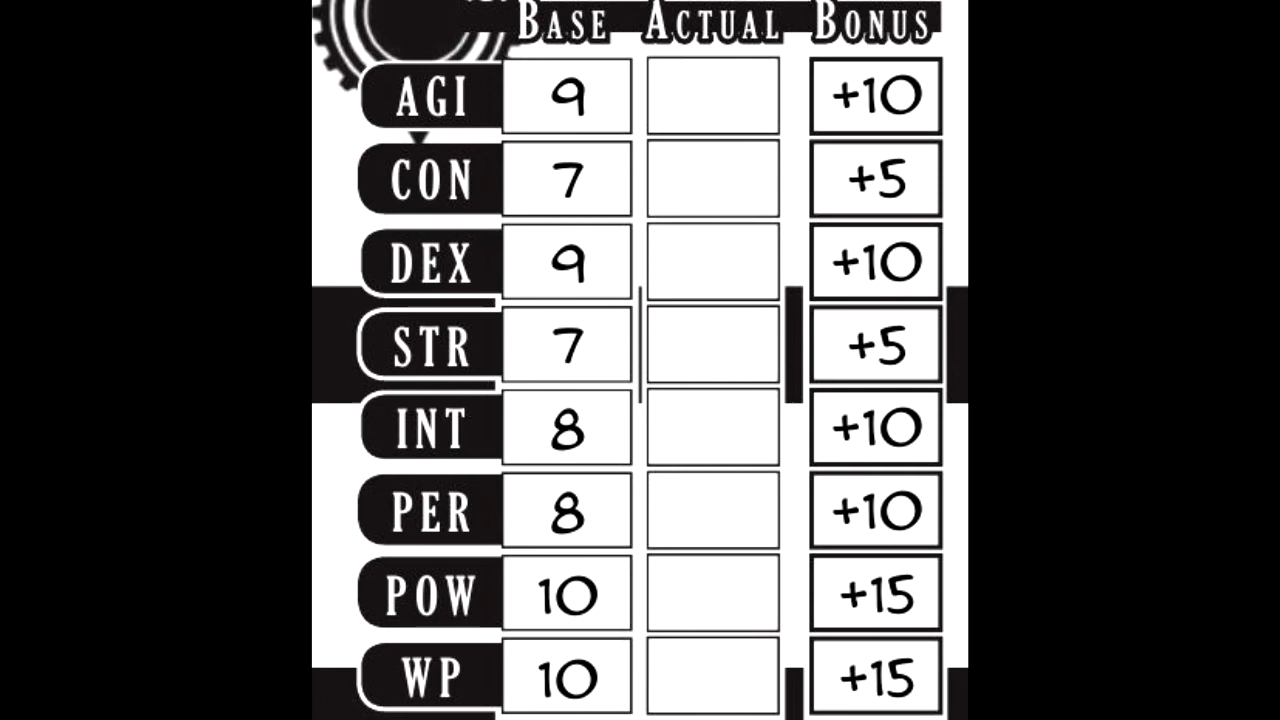 BASE ACTUAL BONUS
AGI 9 +10
CON 7 +5
DEX 9 +10
STR 7 +5
INT 8 +10
PER 8 +10
POW 10 +15
WP 10 +15